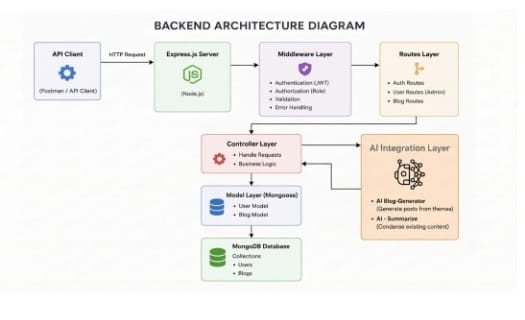 BACKEND ARCHITECTURE DIAGRAM
API Client
(Postman / API Client)
HTTP Request
Express.js Server
JS
(Node.js)
Middleware Layer
• Authentication (JWT)
• Authorization (Role)
• Validation
• Error Handling
Routes Layer
• Auth Routes
• User Routes (Admin)
• Blog Routes
Controller Layer
• Handle Requests
• Business Logic
AI Integration Layer
• AI Blog-Generator
(Generate posts from themes)
• AI - Summarize
(Condense existing content)
Model Layer (Mongoose)
• User Model
• Blog Model
MongoDB Database
Collections
• Users
• Blogs